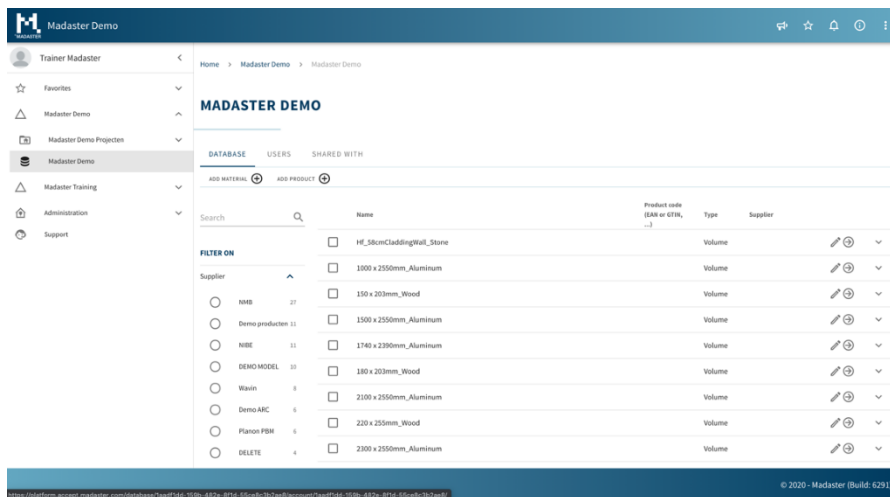 MADASTER
Madaster Demo
Trainer Madaster
Favorites
Madaster Demo
Madaster Demo Projecten
Madaster Demo
Madaster Training
Administration
Support
Home > Madaster Demo > Madaster Demo
MADASTER DEMO
DATABASE USERS SHARED WITH
ADD MATERIAL ADD PRODUCT
Search
FILTER ON
Supplier
NMB 27
Demo producten 11
NIBE 11
DEMO MODEL 10
Wavin 8
Demo ARC 6
Planon PBM 6
DELETE 4
Name Product code (EAN or GTIN, ...) Type Supplier
Hf_58cmCladdingWall_Stone Volume
1000 x 2550mm_Aluminum Volume
150 x 203mm_Wood Volume
1500 x 2550mm_Aluminum Volume
1740 x 2390mm_Aluminum Volume
180 x 203mm_Wood Volume
2100 x 2550mm_Aluminum Volume
220 x 255mm_Wood Volume
2300 x 2550mm_Aluminum Volume
© 2020 - Madaster (Build: 6291